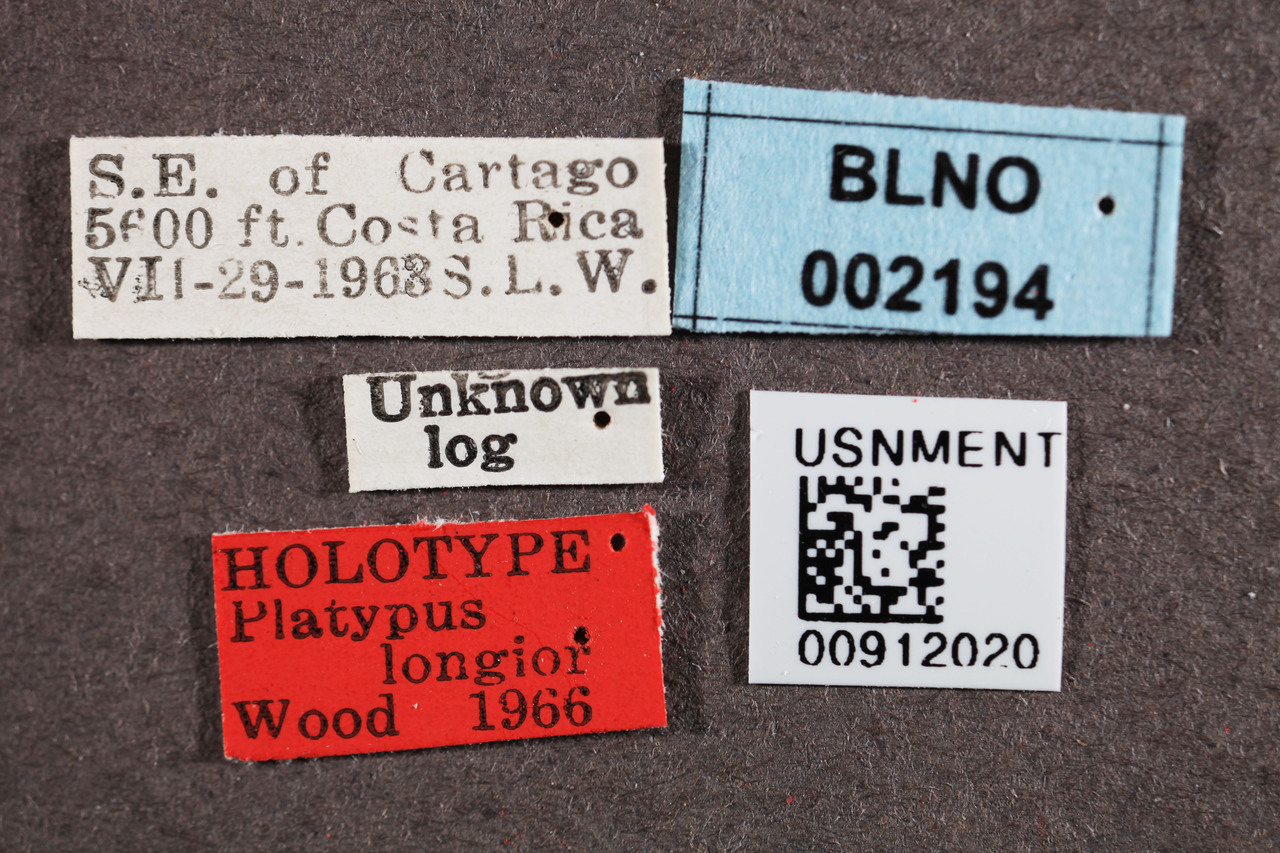 S.E. of Cartago
5600 ft. Costa Rica
VII-29-1963 S.L.W.
BLNO
002194
Unknown
log
HOLOTYPE
Platypus
longior
Wood 1966
USNMENT
00912020